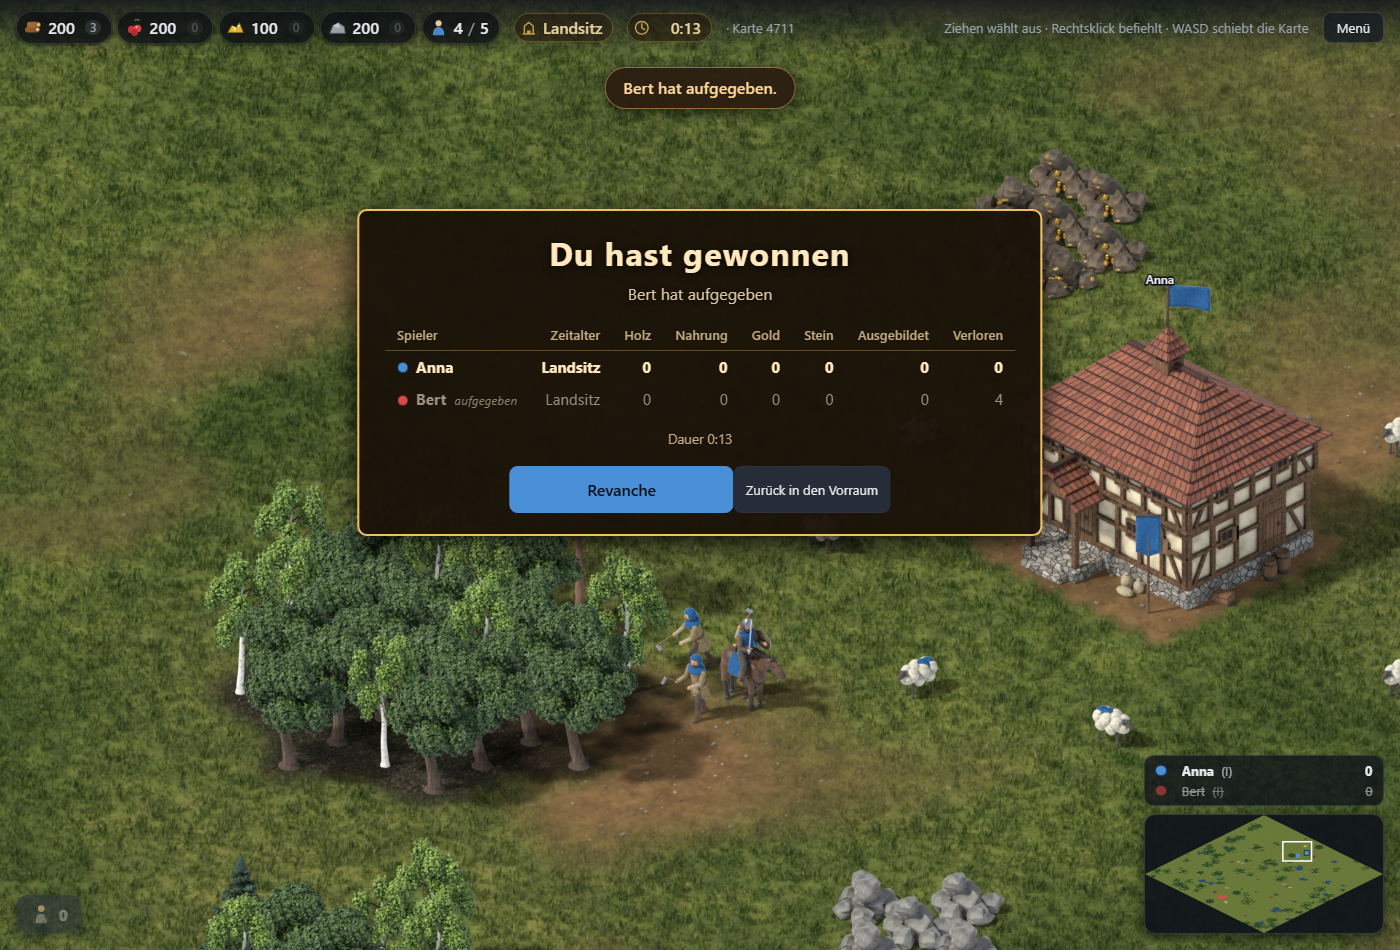 200 3 200 0 100 0 200 0 4 / 5 Landsitz 0:13 · Karte 4711 Ziehen wählt aus · Rechtsklick befiehlt · WASD schiebt die Karte Menü
Bert hat aufgegeben.
Du hast gewonnen
Bert hat aufgegeben
Spieler Zeitalter Holz Nahrung Gold Stein Ausgebildet Verloren
Anna Landsitz 0 0 0 0 0 0
Bert aufgegeben Landsitz 0 0 0 0 0 4
Dauer 0:13
Revanche Zurück in den Vorraum
Anna
Anna (I) 0
Bert (I) 0
0